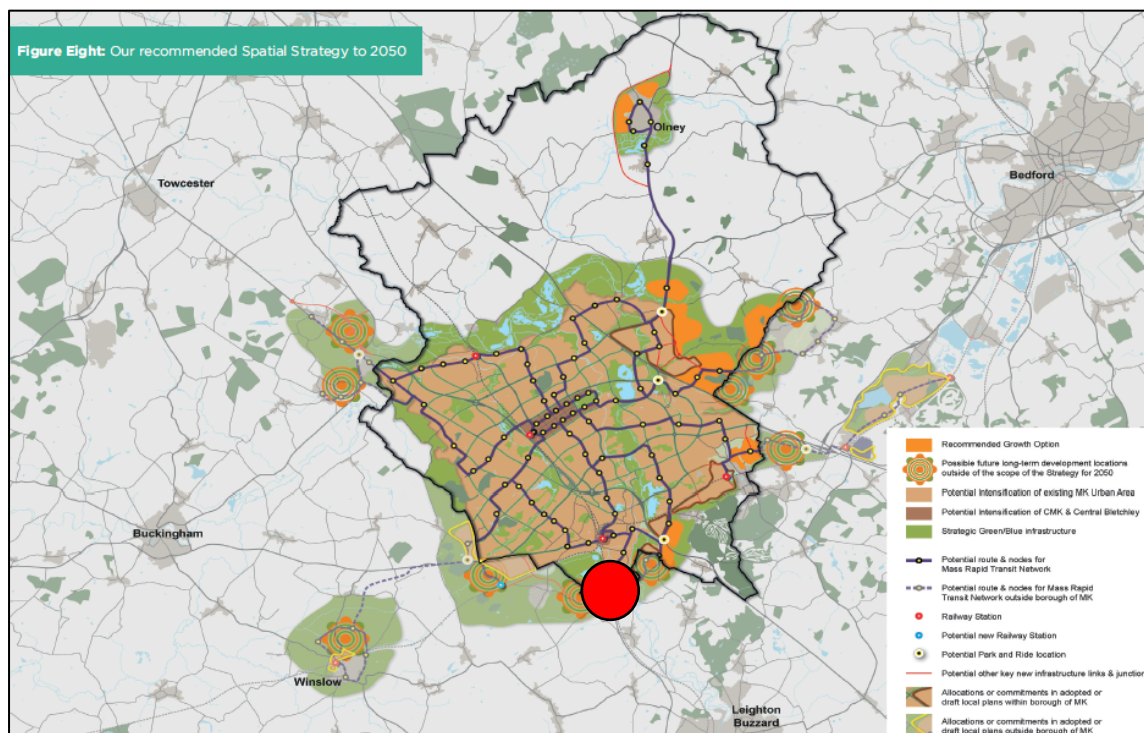 Figure Eight: Our recommended Spatial Strategy to 2050
Olney
Towcester
Bedford
Buckingham
Winslow
Leighton
Buzzard
Recommended Growth Option
Possible future long-term development locations
outside of the scope of the Strategy for 2050
Potential Intensification of existing MK Urban Area
Potential Intensification of CMK & Central Bletchley
Strategic Green/Blue infrastructure
Potential route & nodes for
Mass Rapid Transit Network
Potential route & nodes for Mass Rapid
Transit Network outside borough of MK
Railway Station
Potential new Railway Station
Potential Park and Ride location
Potential other key new infrastructure links & junction
Allocations or commitments in adopted or
draft local plans within borough of MK
Allocations or commitments in adopted or
draft local plans outside borough of MK